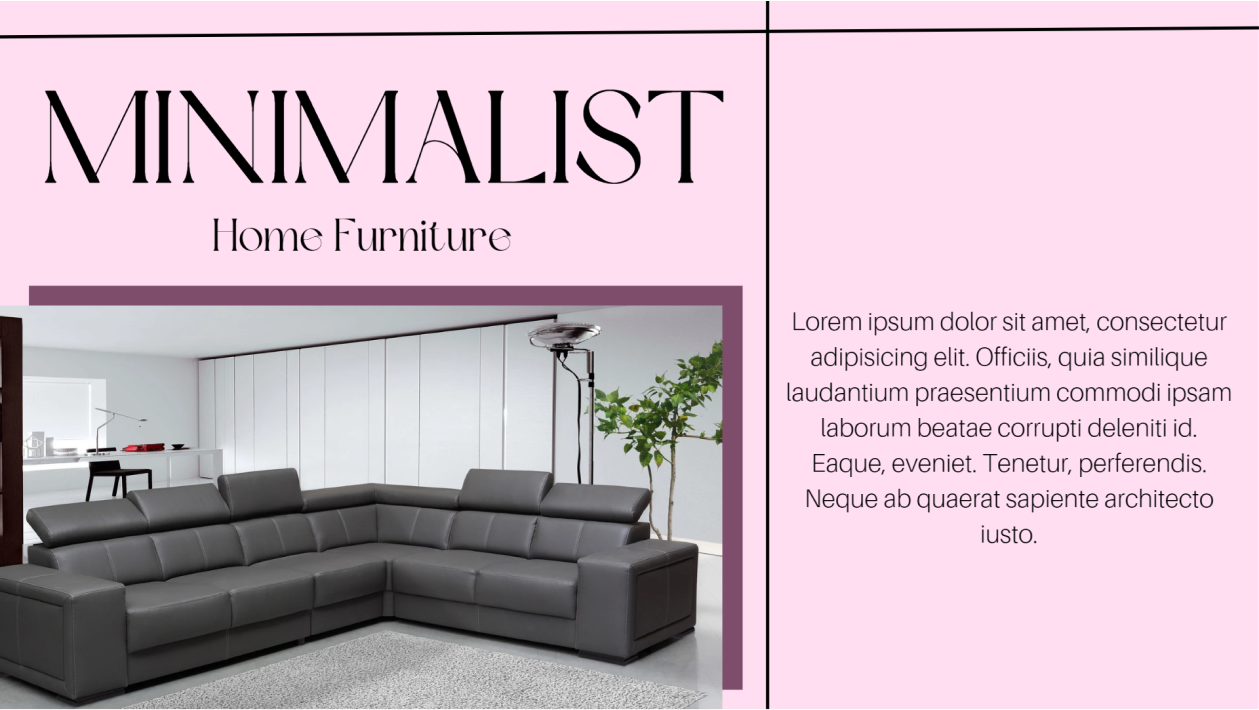 MINIMALIST
Home Furniture
Lorem ipsum dolor sit amet, consectetur
adipisicing elit. Officiis, quia similique
laudantium praesentium commodi ipsam
laborum beatae corrupti deleniti id.
Eaque, eveniet. Tenetur, perferendis.
Neque ab quaerat sapiente architecto
iusto.